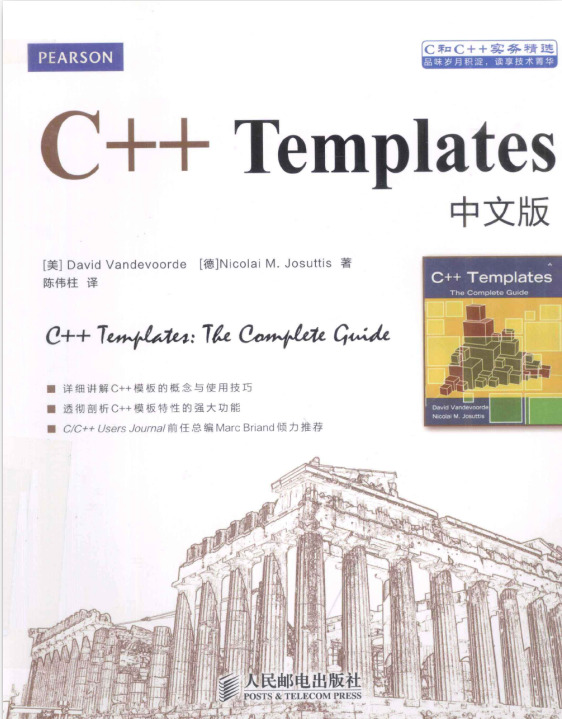 PEARSON
C和C++实务精选
品味岁月积淀，读享技术菁华
C++ Templates
中文版
[美] David Vandevoorde [德]Nicolai M. Josuttis 著
陈伟柱 译
C++ Templates
The Complete Guide
David Vandevoorde
Nicolai M. Josuttis
C++ Templates: The Complete Guide
■ 详细讲解C++模板的概念与使用技巧
■ 透彻剖析C++模板特性的强大功能
■ C/C++ Users Journal前任总编Marc Briand倾力推荐
人民邮电出版社
POSTS & TELECOM PRESS